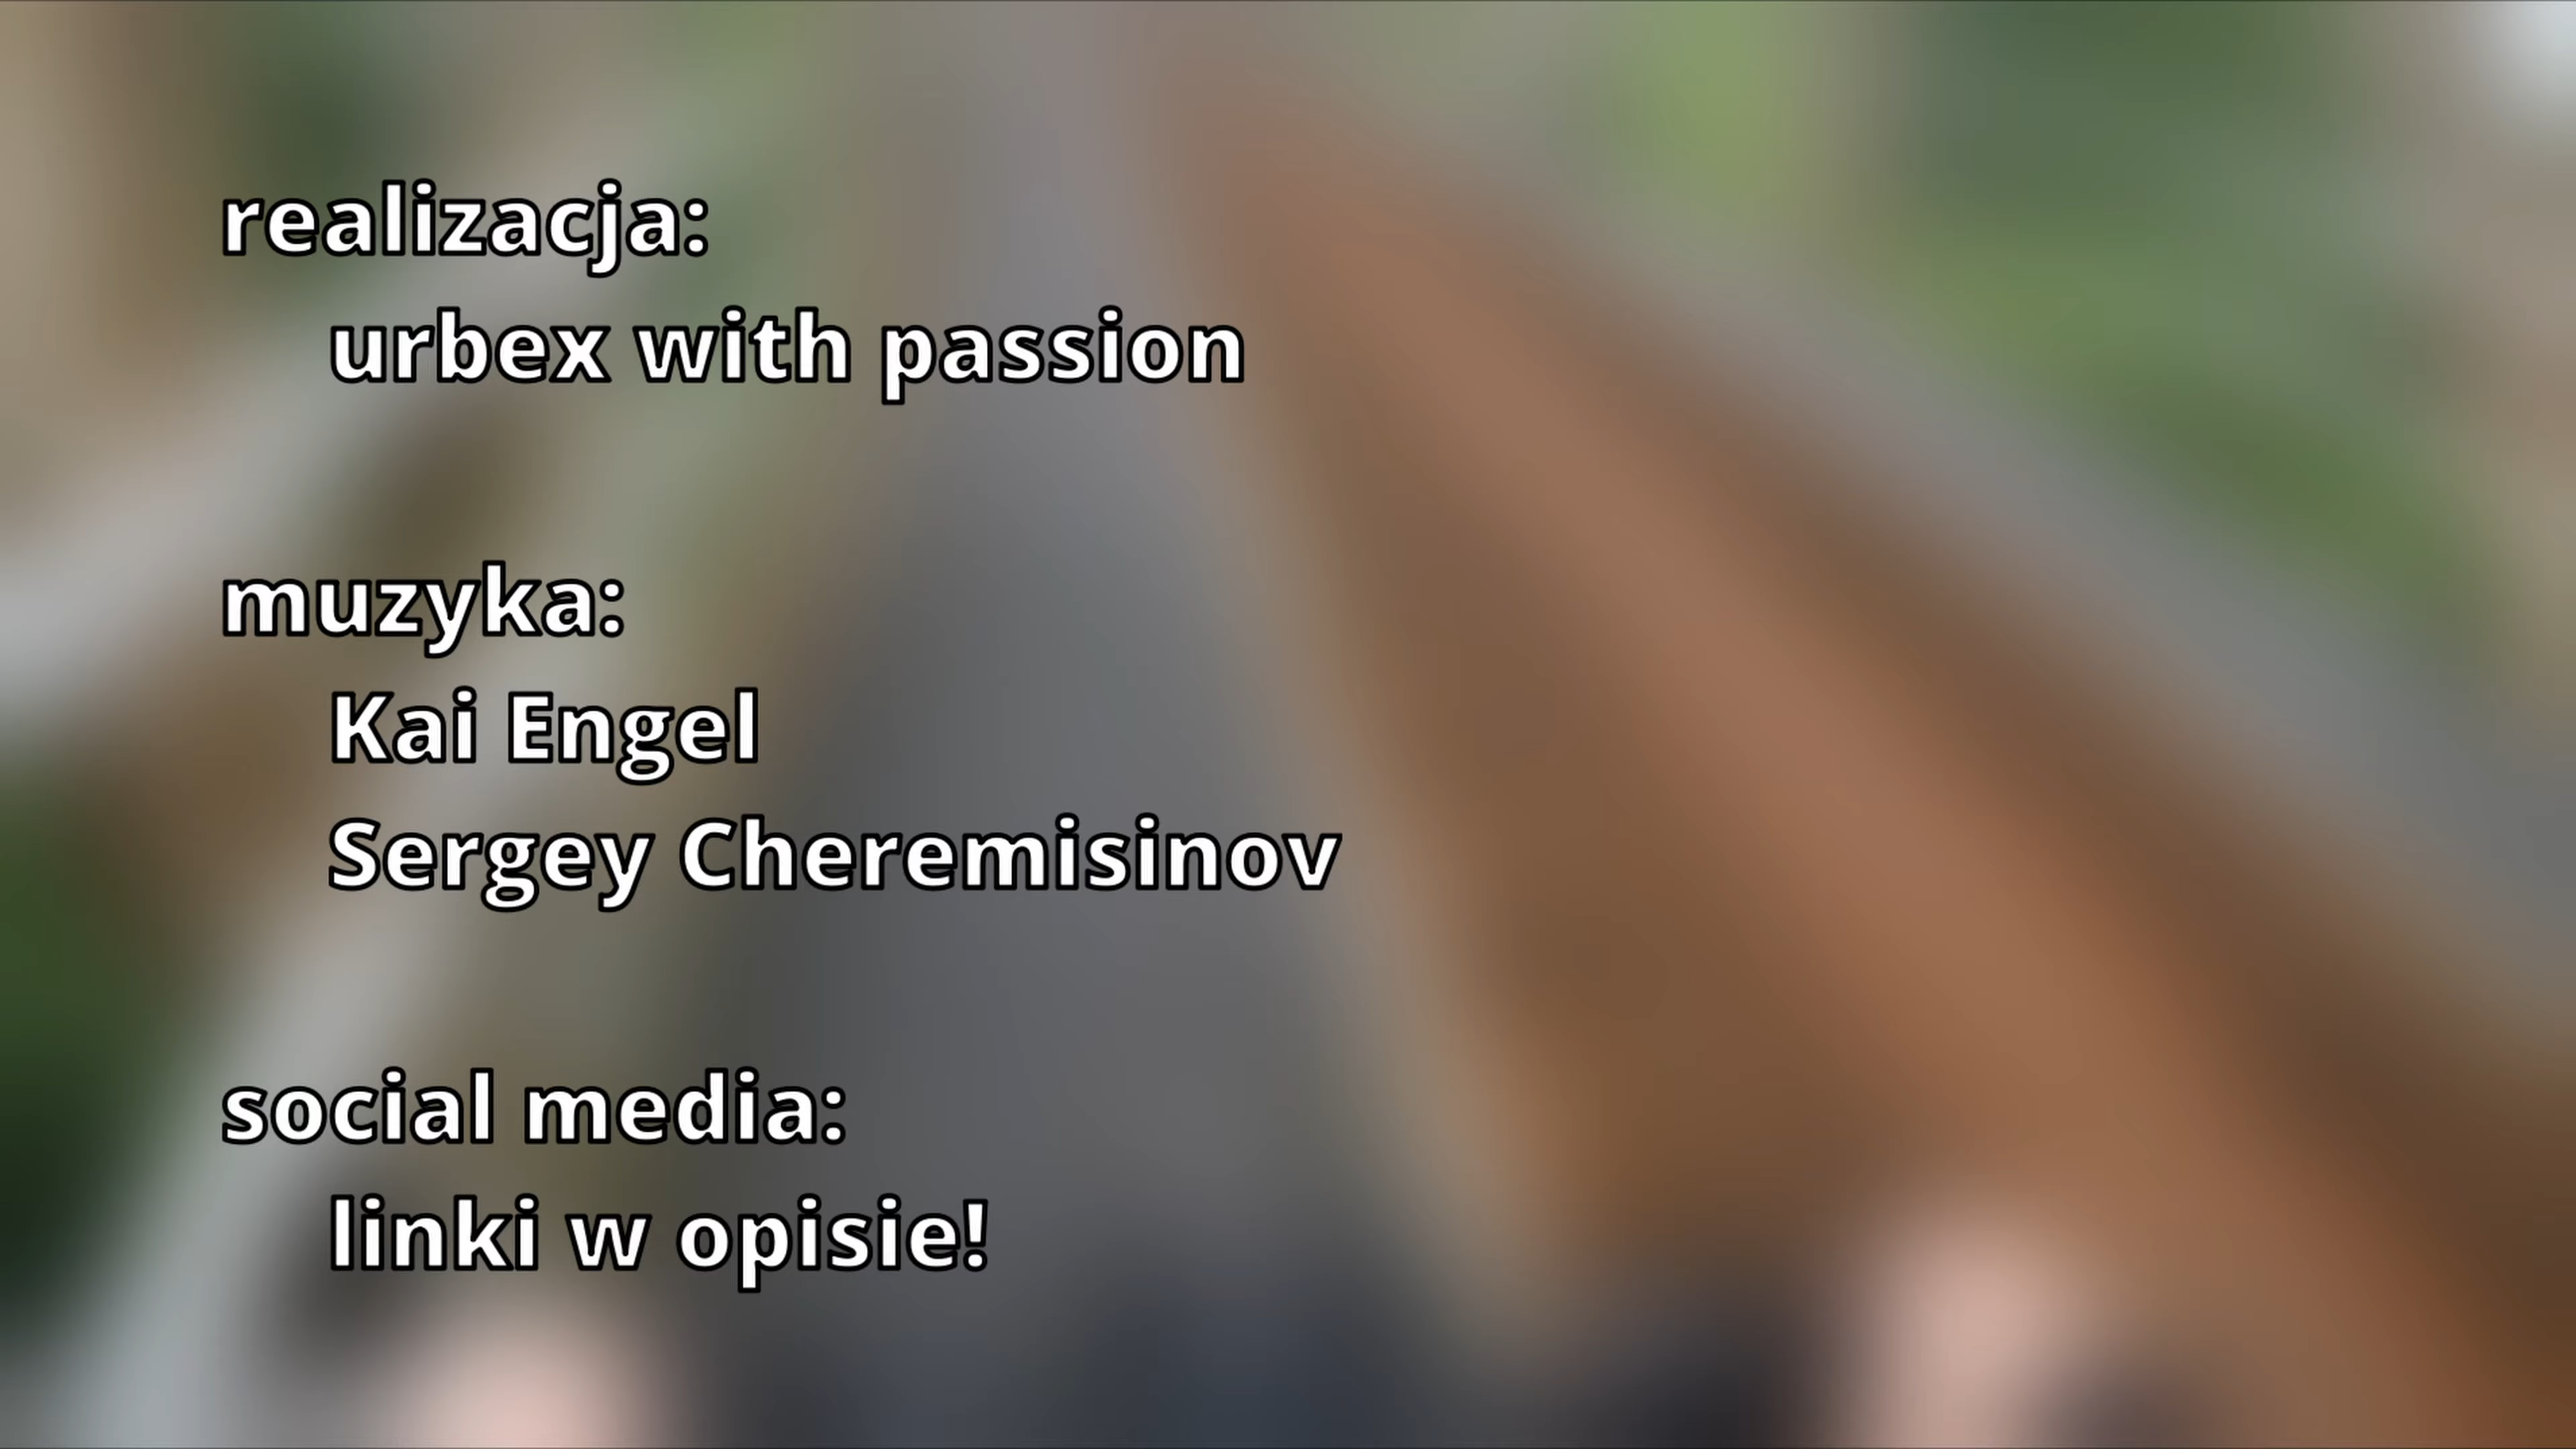 realizacja:
urbex with passion
muzyka:
Kai Engel
Sergey Cheremisinov
social media:
linki w opisie!